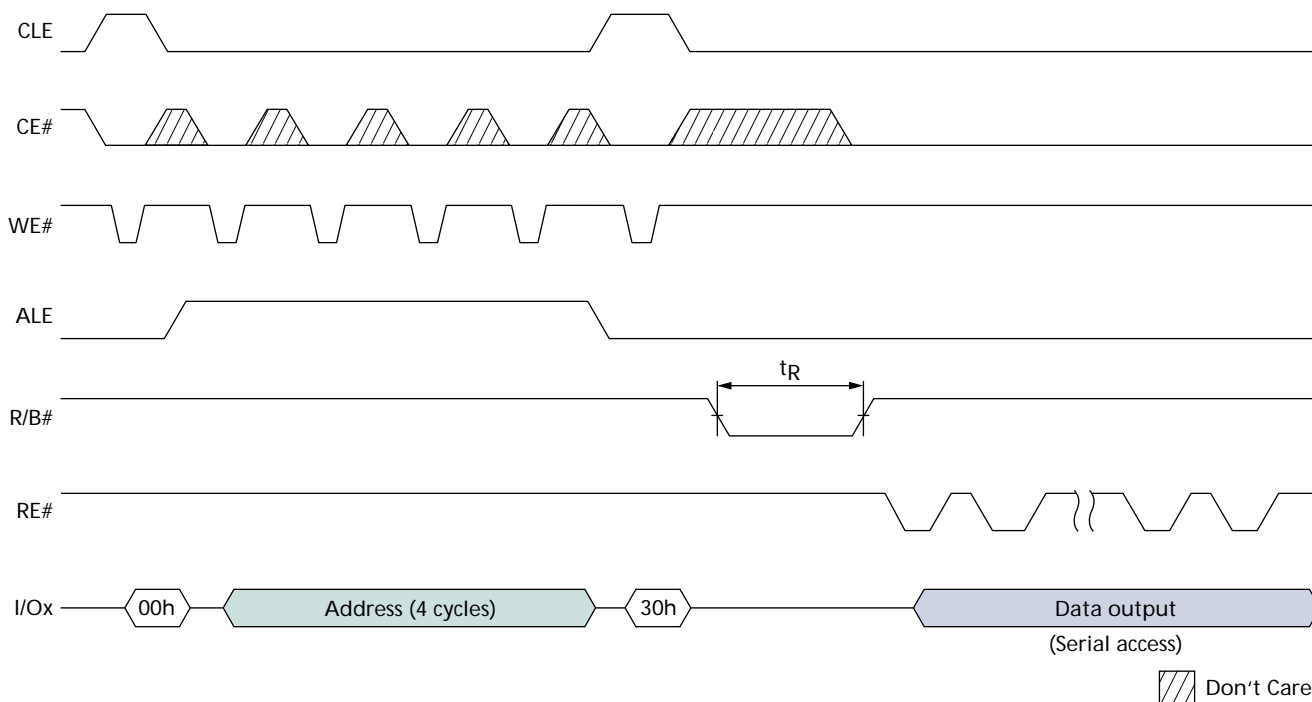 CLE
CE#
WE#
ALE
tR
R/B#
RE#
I/Ox 00h Address (4 cycles) 30h Data output
(Serial access)
Don't Care